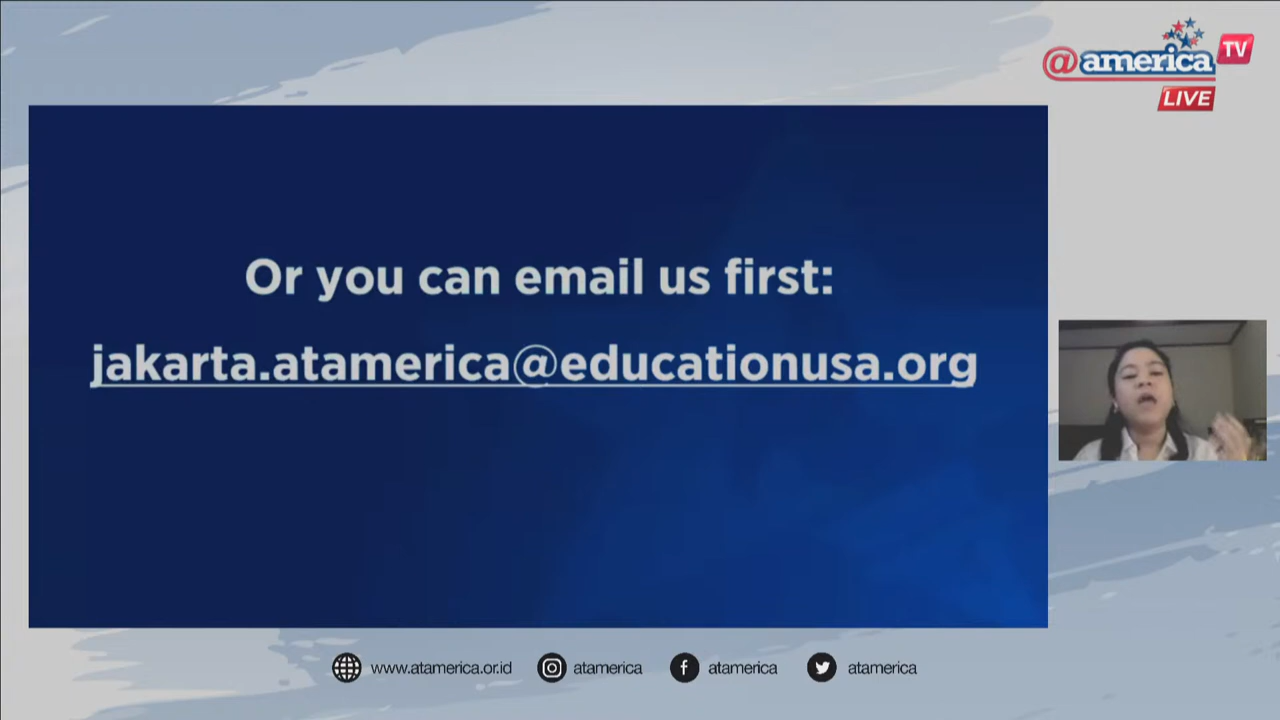 @america TV
LIVE
Or you can email us first:
jakarta.atamerica@educationusa.org
www.atamerica.or.id
atamerica
atamerica
atamerica